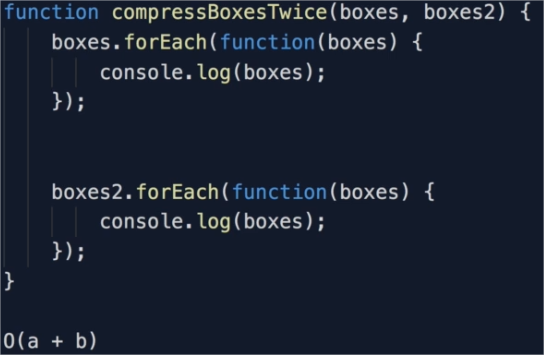 function compressBoxesTwice(boxes, boxes2) {
    boxes.forEach(function(boxes) {
        console.log(boxes);
    });
    boxes2.forEach(function(boxes) {
        console.log(boxes);
    });
}
O(a + b)